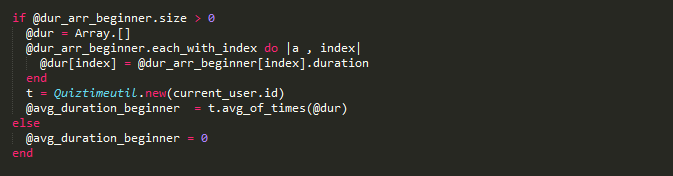 if @dur_arr_beginner.size > 0
@dur = Array.[]
@dur_arr_beginner.each_with_index do |a , index|
@dur[index] = @dur_arr_beginner[index].duration
end
t = Quiztimeutil.new(current_user.id)
@avg_duration_beginner  = t.avg_of_times(@dur)
else
@avg_duration_beginner = 0
end